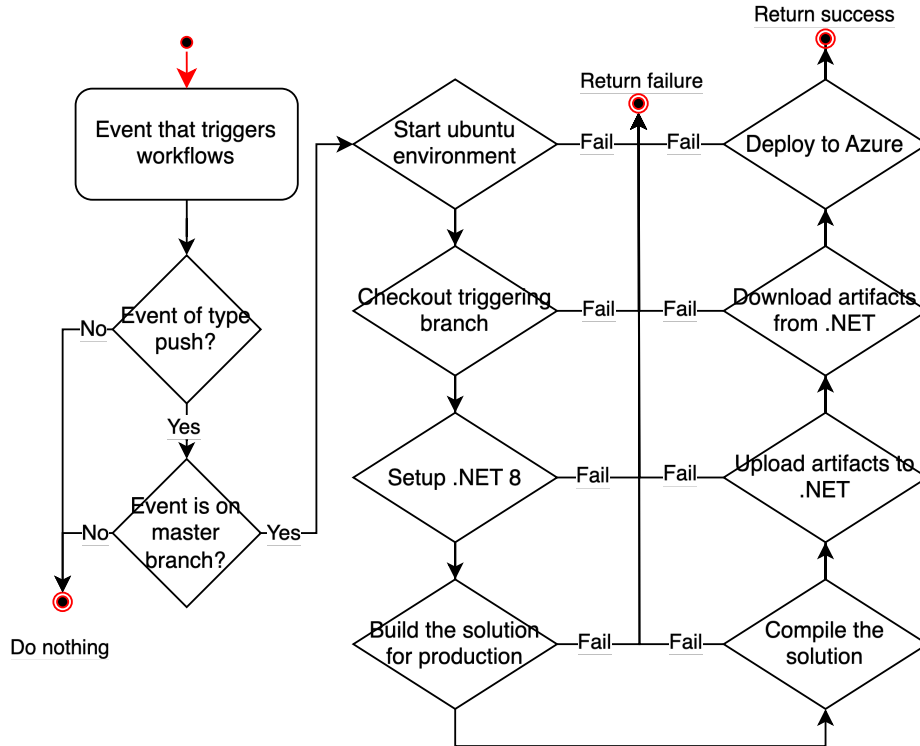 Return success
Return failure
Event that triggers
workflows
Start ubuntu
environment
Fail
Fail
Deploy to Azure
Event of type
push?
No
Yes
Checkout triggering
branch
Fail
Fail
Download artifacts
from .NET
Event is on
master
branch?
No
Yes
Setup .NET 8
Fail
Fail
Upload artifacts to
.NET
Do nothing
Build the solution
for production
Fail
Fail
Compile the
solution